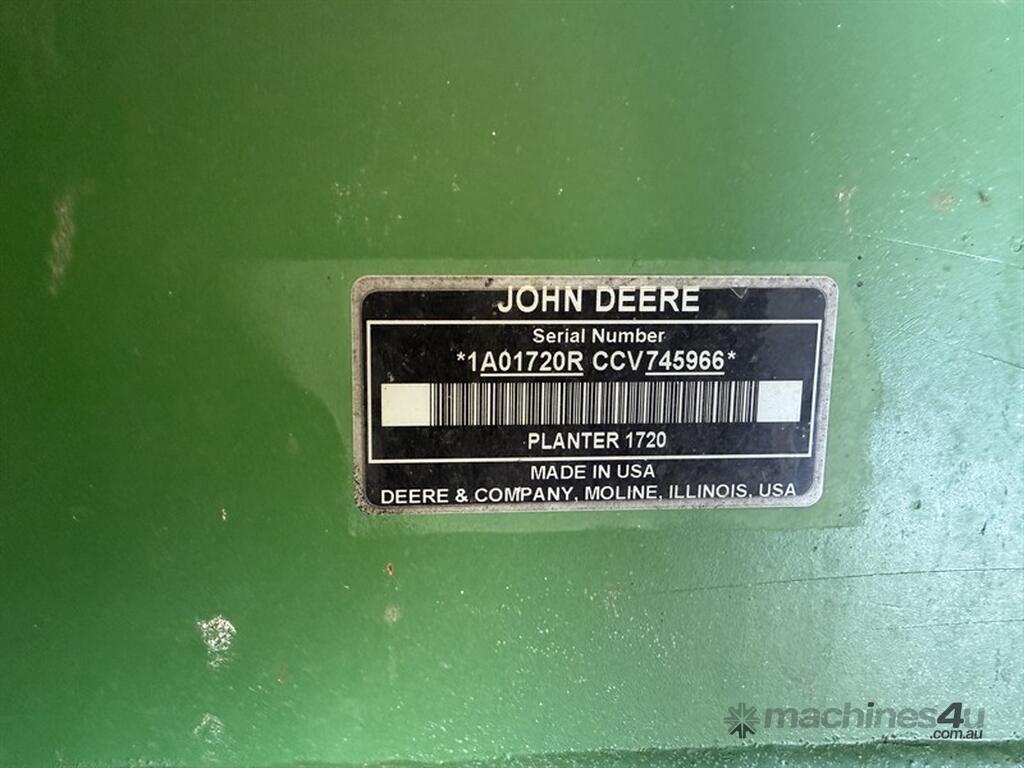 JOHN DEERE
Serial Number
*1A01720R CCV745966*
PLANTER 1720
MADE IN USA
DEERE & COMPANY, MOLINE, ILLINOIS, USA
machines4u
.com.au